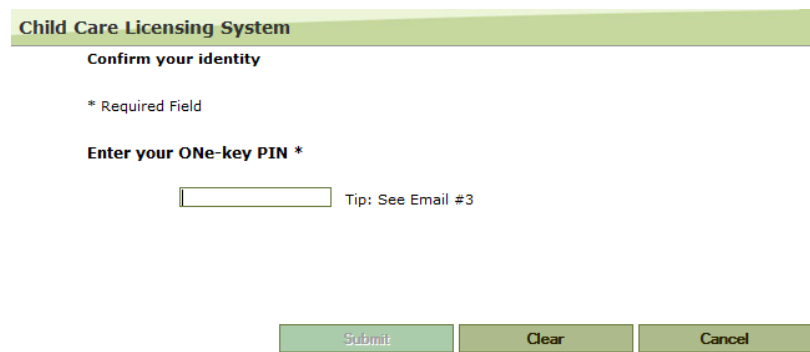 Child Care Licensing System
Confirm your identity
* Required Field
Enter your ONe-key PIN *
Tip: See Email #3
Submit Clear Cancel